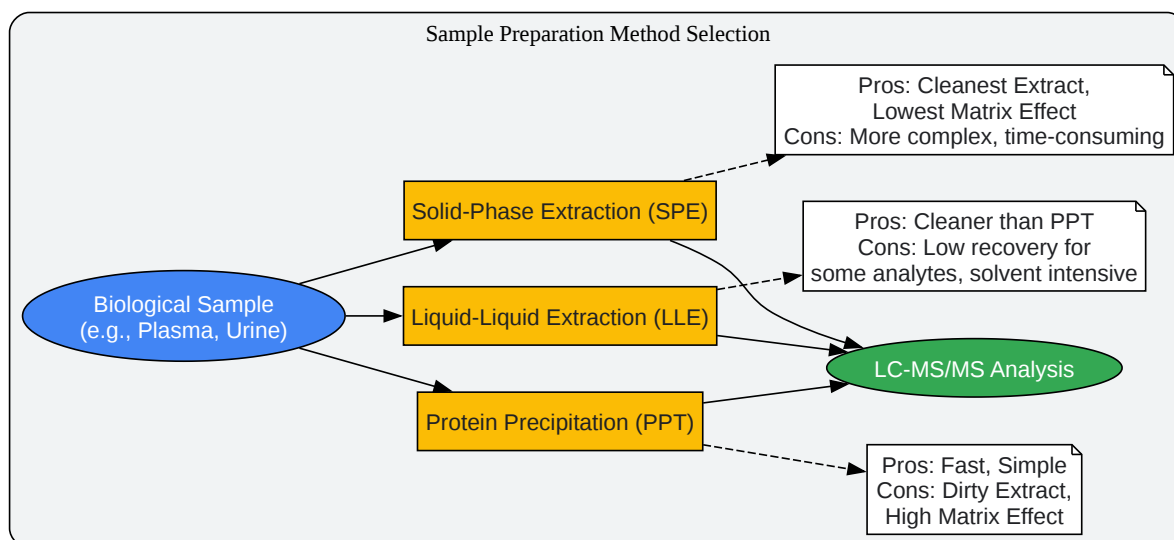 Sample Preparation Method Selection
Pros: Cleanest Extract,
Lowest Matrix Effect
Cons: More complex, time-consuming
Solid-Phase Extraction (SPE)
Pros: Cleaner than PPT
Cons: Low recovery for
some analytes, solvent intensive
Biological Sample
(e.g., Plasma, Urine)
Liquid-Liquid Extraction (LLE)
LC-MS/MS Analysis
Protein Precipitation (PPT)
Pros: Fast, Simple
Cons: Dirty Extract,
High Matrix Effect